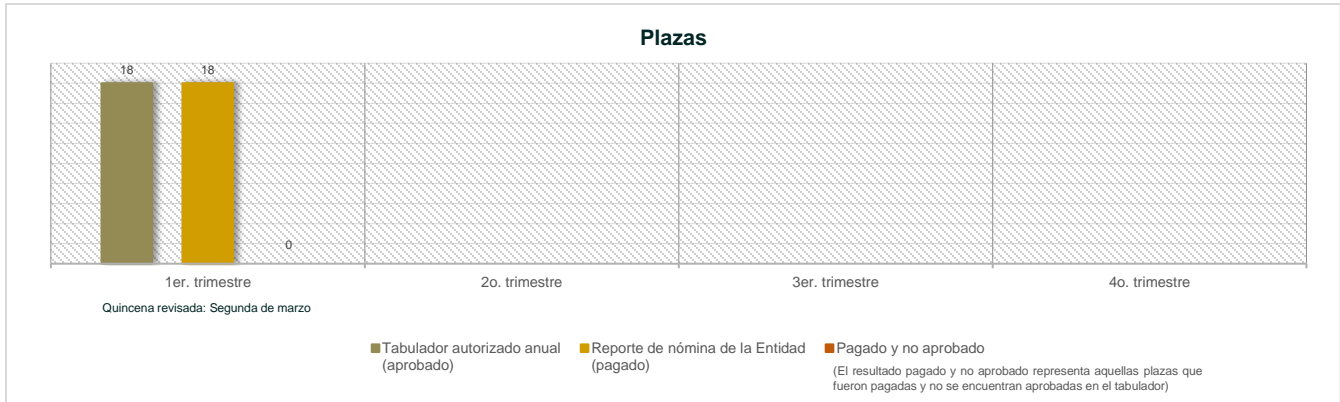 Plazas
18 18
0
1er. trimestre 2o. trimestre 3er. trimestre 4o. trimestre
Quincena revisada: Segunda de marzo
Tabulador autorizado anual
(aprobado)
Reporte de nómina de la Entidad
(pagado)
Pagado y no aprobado
(El resultado pagado y no aprobado representa aquellas plazas que
fueron pagadas y no se encuentran aprobadas en el tabulador)